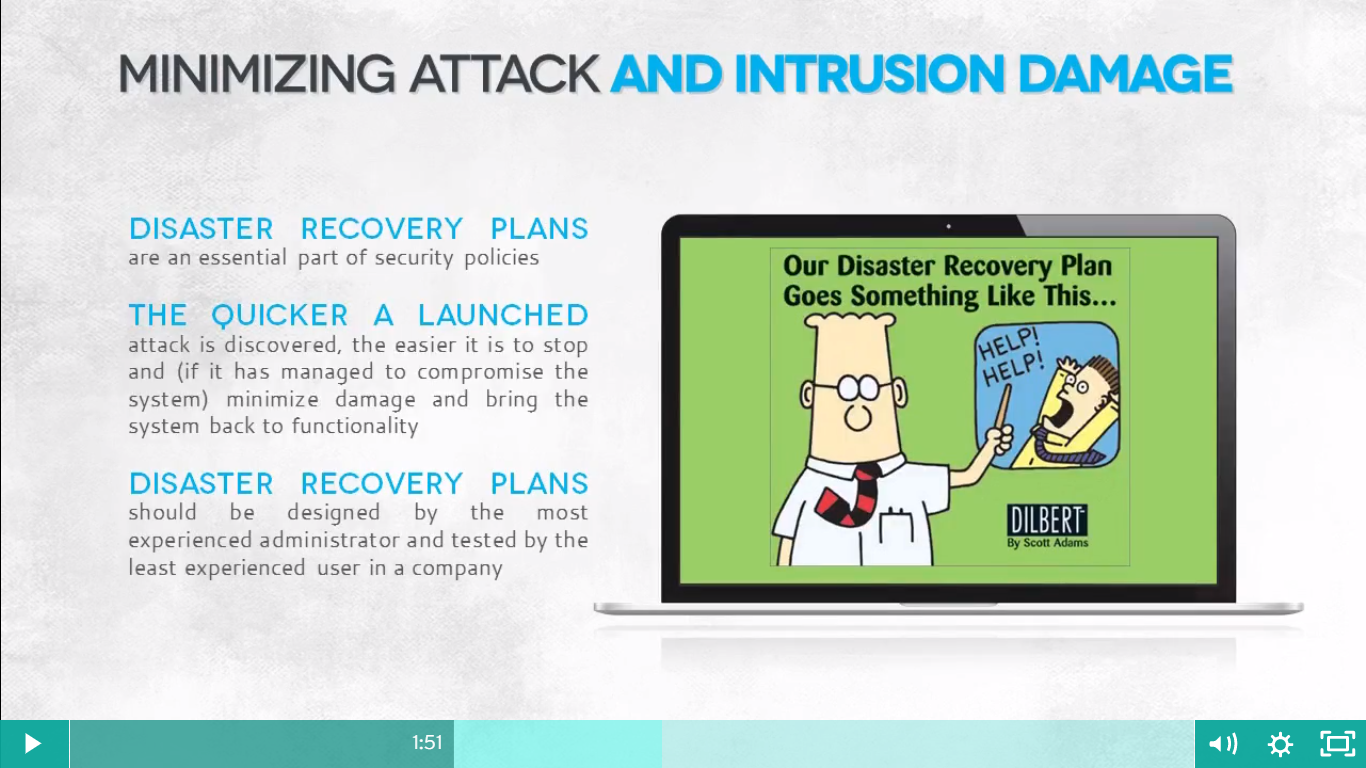 MINIMIZING ATTACK AND INTRUSION DAMAGE
DISASTER RECOVERY PLANS
are an essential part of security policies
THE QUICKER A LAUNCHED
attack is discovered, the easier it is to stop
and (if it has managed to compromise the
system) minimize damage and bring the
system back to functionality
DISASTER RECOVERY PLANS
should be designed by the most
experienced administrator and tested by the
least experienced user in a company
Our Disaster Recovery Plan
Goes Something Like This...
HELP!
HELP!
DILBERT
By Scott Adams
1:51